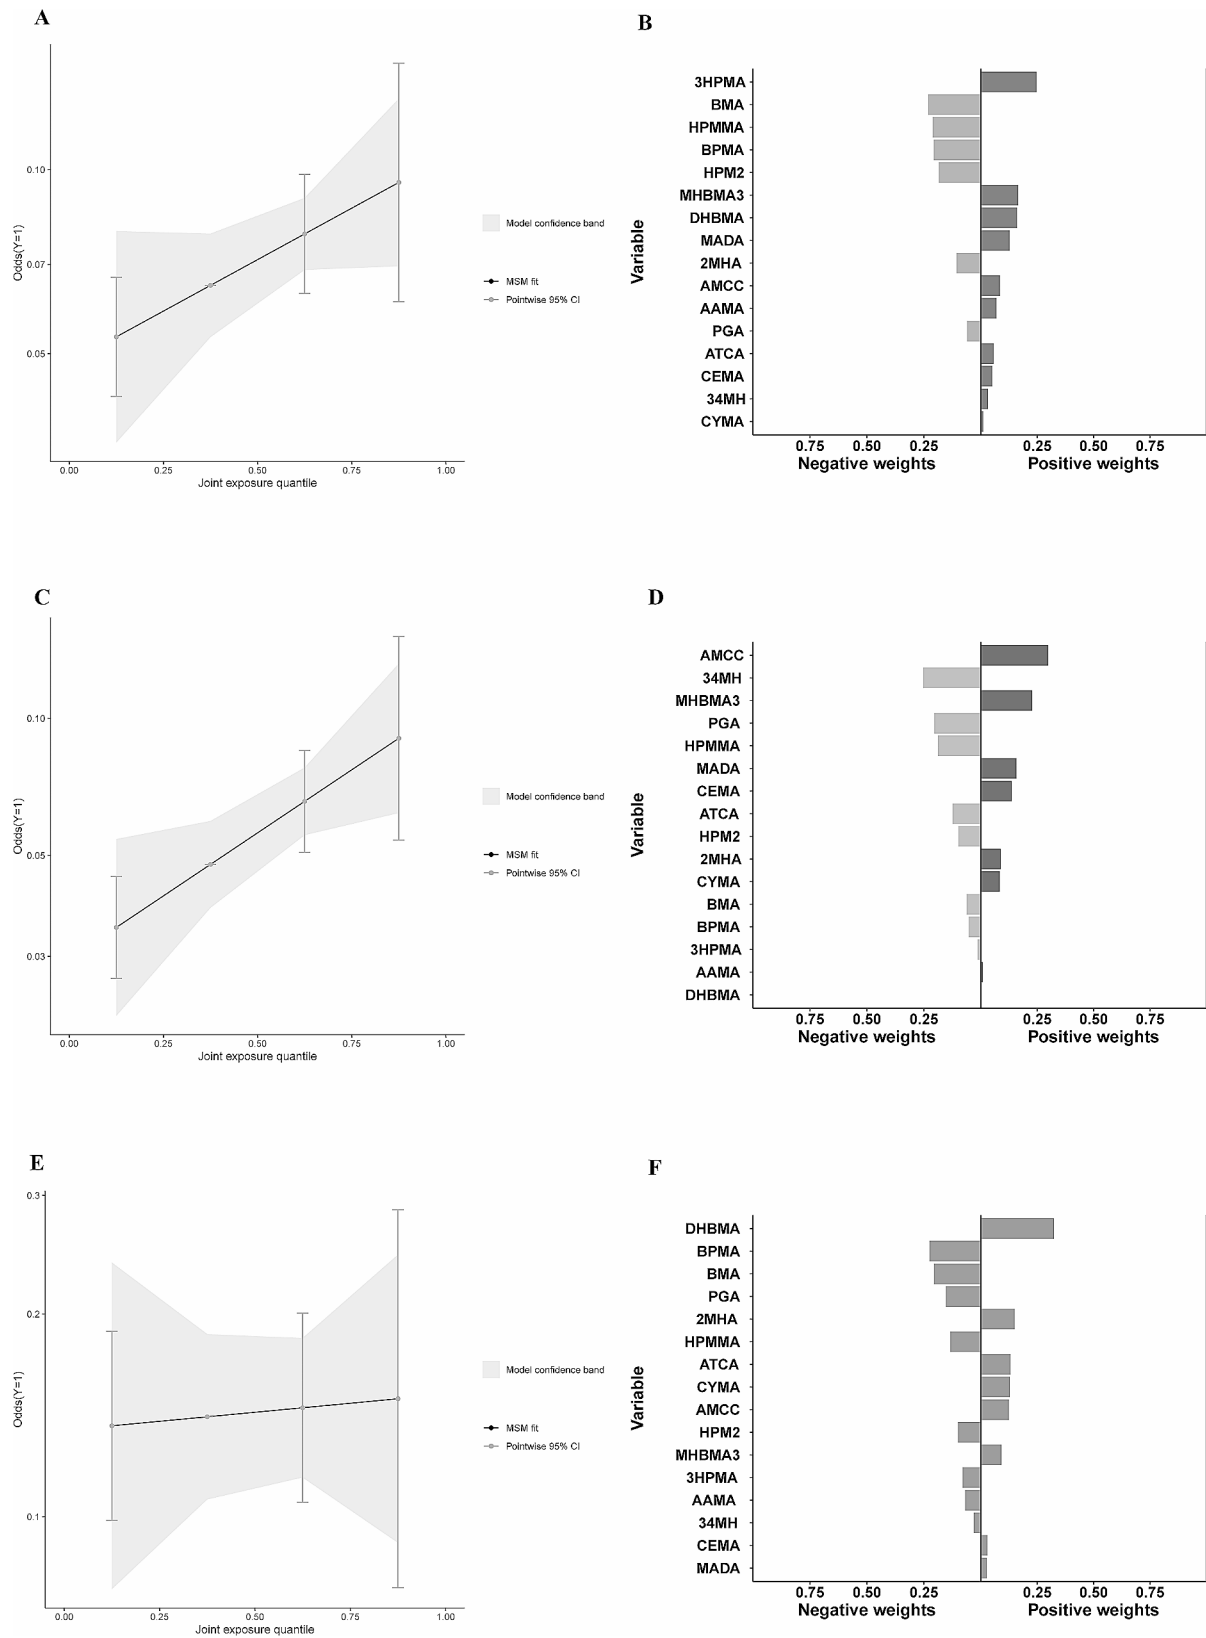 A
Odds(Y=1)
0.10
0.07
0.05
0.00 0.25 0.50 0.75 1.00
Joint exposure quantile
Model confidence band
MSM fit
Pointwise 95% CI
B
Variable
3HPMA
BMA
HPMMA
BPMA
HPM2
MHBMA3
DHBMA
MADA
2MHA
AMCC
AAMA
PGA
ATCA
CEMA
34MH
CYMA
0.75 0.50 0.25 0.25 0.50 0.75
Negative weights Positive weights
C
Odds(Y=1)
0.10
0.05
0.03
0.00 0.25 0.50 0.75 1.00
Joint exposure quantile
Model confidence band
MSM fit
Pointwise 95% CI
D
Variable
AMCC
34MH
MHBMA3
PGA
HPMMA
MADA
CEMA
ATCA
HPM2
2MHA
CYMA
BMA
BPMA
3HPMA
AAMA
DHBMA
0.75 0.50 0.25 0.25 0.50 0.75
Negative weights Positive weights
E
Odds(Y=1)
0.3
0.2
0.1
0.00 0.25 0.50 0.75 1.00
Joint exposure quantile
Model confidence band
MSM fit
Pointwise 95% CI
F
Variable
DHBMA
BPMA
BMA
PGA
2MHA
HPMMA
ATCA
CYMA
AMCC
HPM2
MHBMA3
3HPMA
AAMA
34MH
CEMA
MADA
0.75 0.50 0.25 0.25 0.50 0.75
Negative weights Positive weights